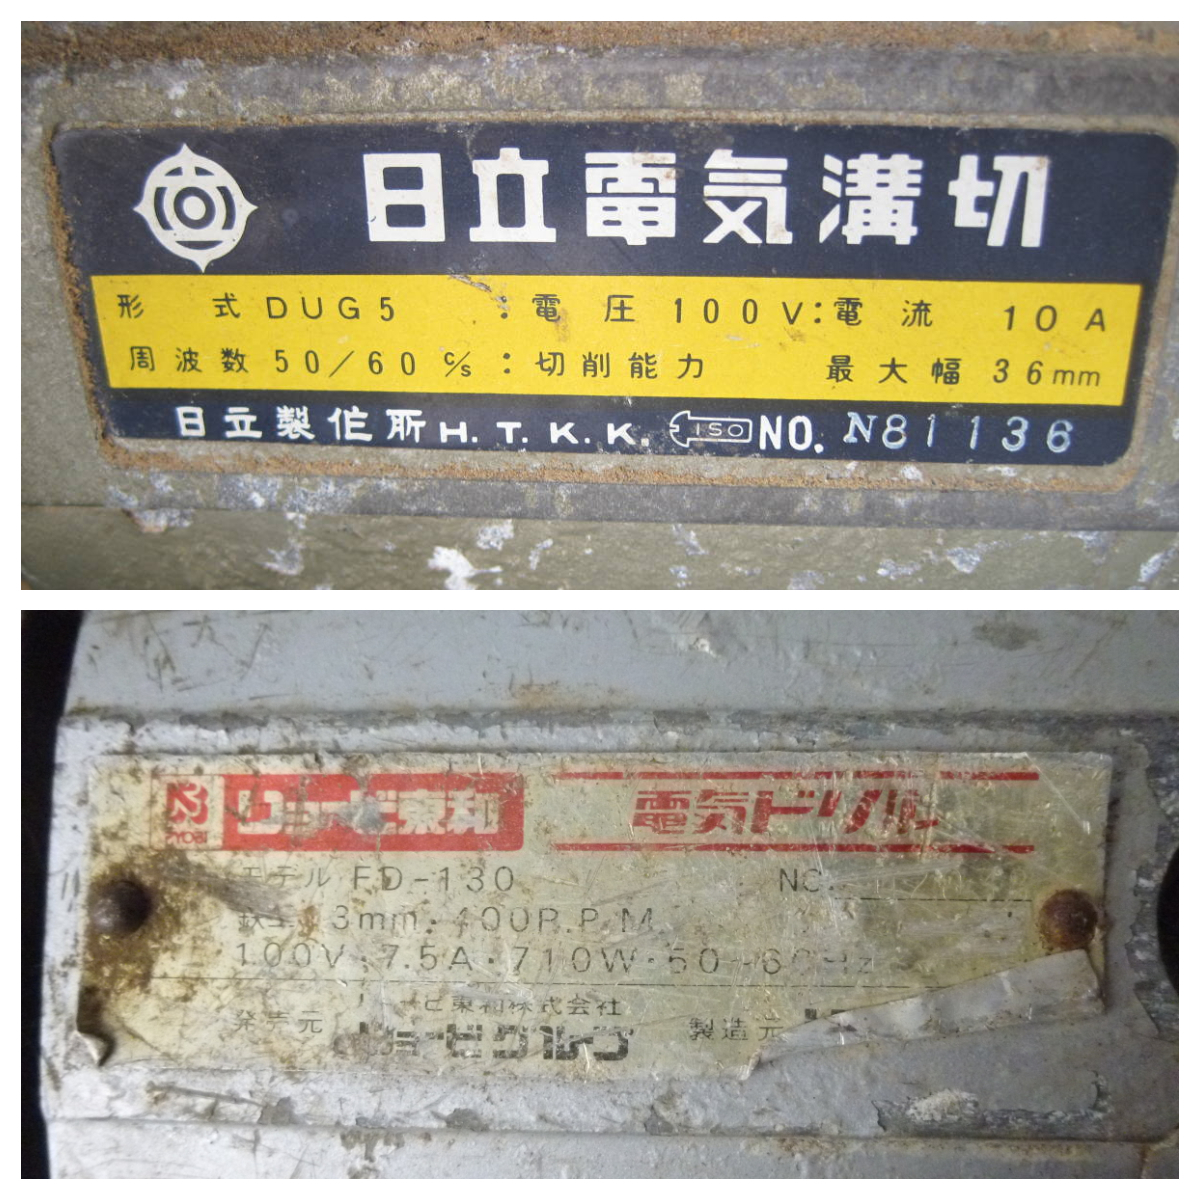 日立電気溝切
形式 DUG5 : 電圧 100V : 電流 10A
周波数 50/60 c/s : 切削能力 最大幅 36mm
日立製作所 H.T.K.K. ISO NO. N81136
RYOBI リョービ東和 電気ドリル
モデル FD-130 NO.
3mm・400R.P.M.
100V・7.5A・710W・50~60Hz
発売元 リョービ東和株式会社 製造元
リョービグループ